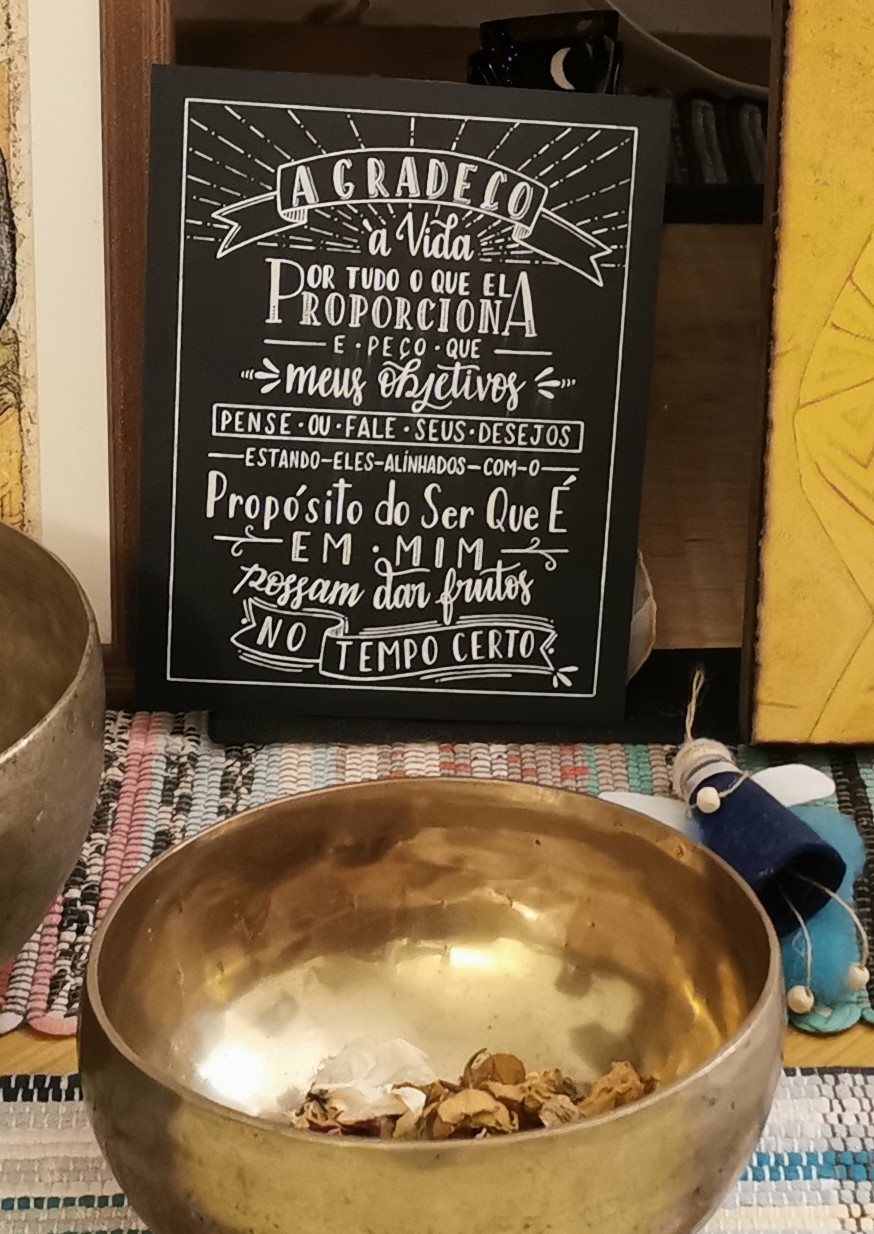 AGRADEÇO
à Vida
POR TUDO O QUE ELA
PROPORCIONA
E · PEÇO · QUE
meus objetivos
PENSE · OU · FALE · SEUS · DESEJOS
ESTANDO-ELES-ALINHADOS-COM-O
Propósito do Ser Que É
EM · MIM
possam dar frutos
NO TEMPO CERTO